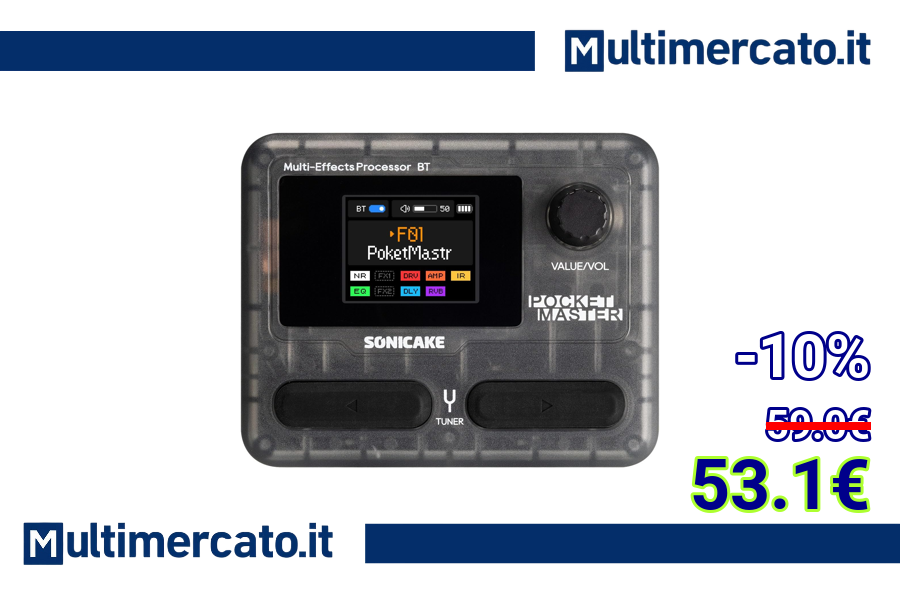 Multimercato.it
Multi-Effects Processor BT
BT 50
▸F01
PoketMastr
NR FX1 DRV AMP IR
EQ FX2 DLY RVB
VALUE/VOL
POCKET
MASTER
SONICAKE
TUNER
-10%
59.0€
53.1€
Multimercato.it